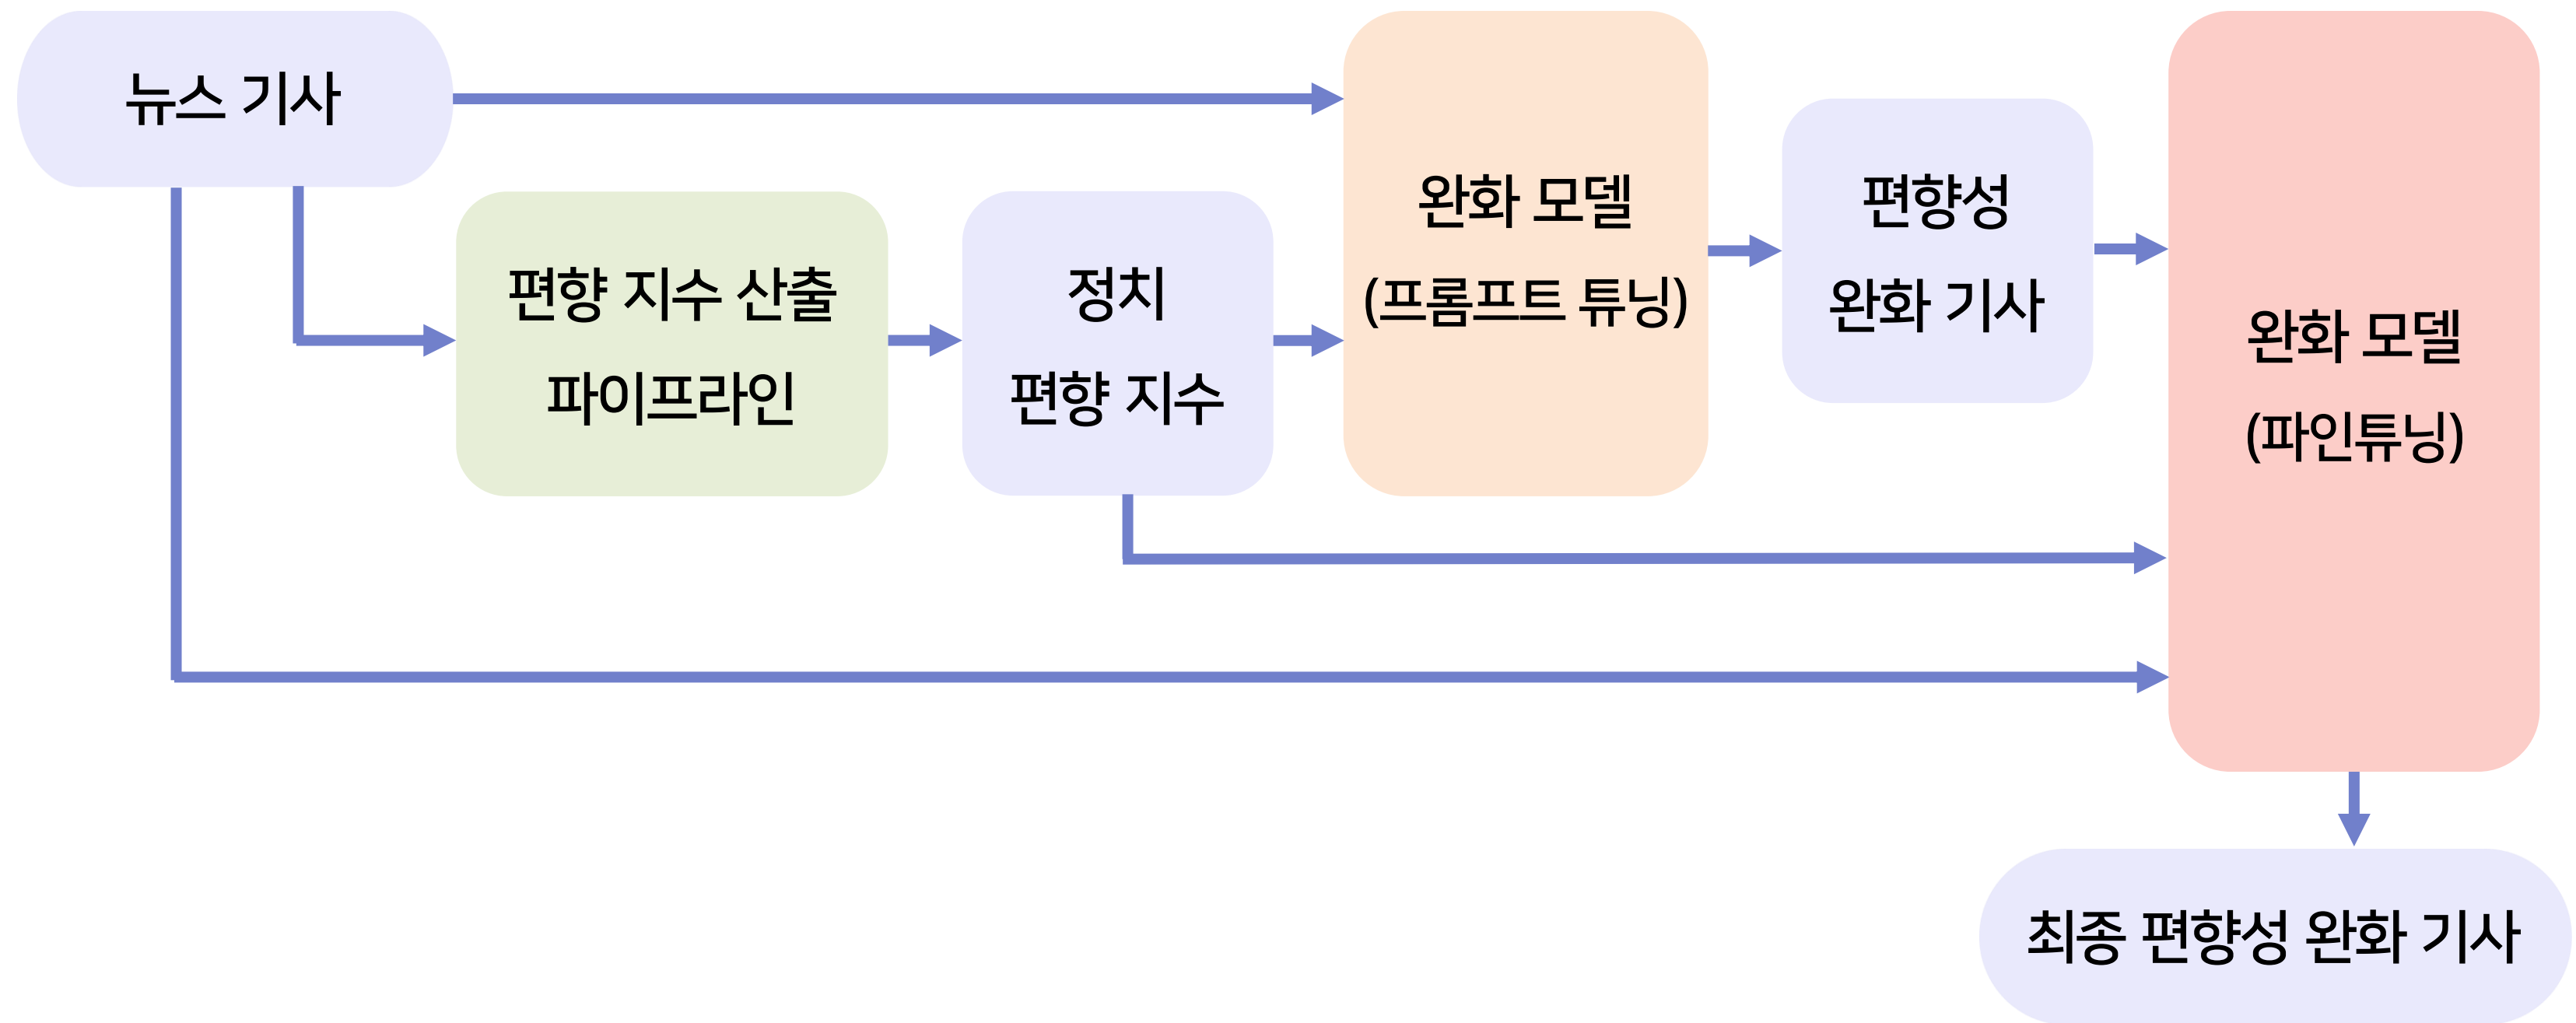 뉴스 기사
편향 지수 산출
파이프라인
정치
편향 지수
완화 모델
(프롬프트 튜닝)
편향성
완화 기사
완화 모델
(파인튜닝)
최종 편향성 완화 기사